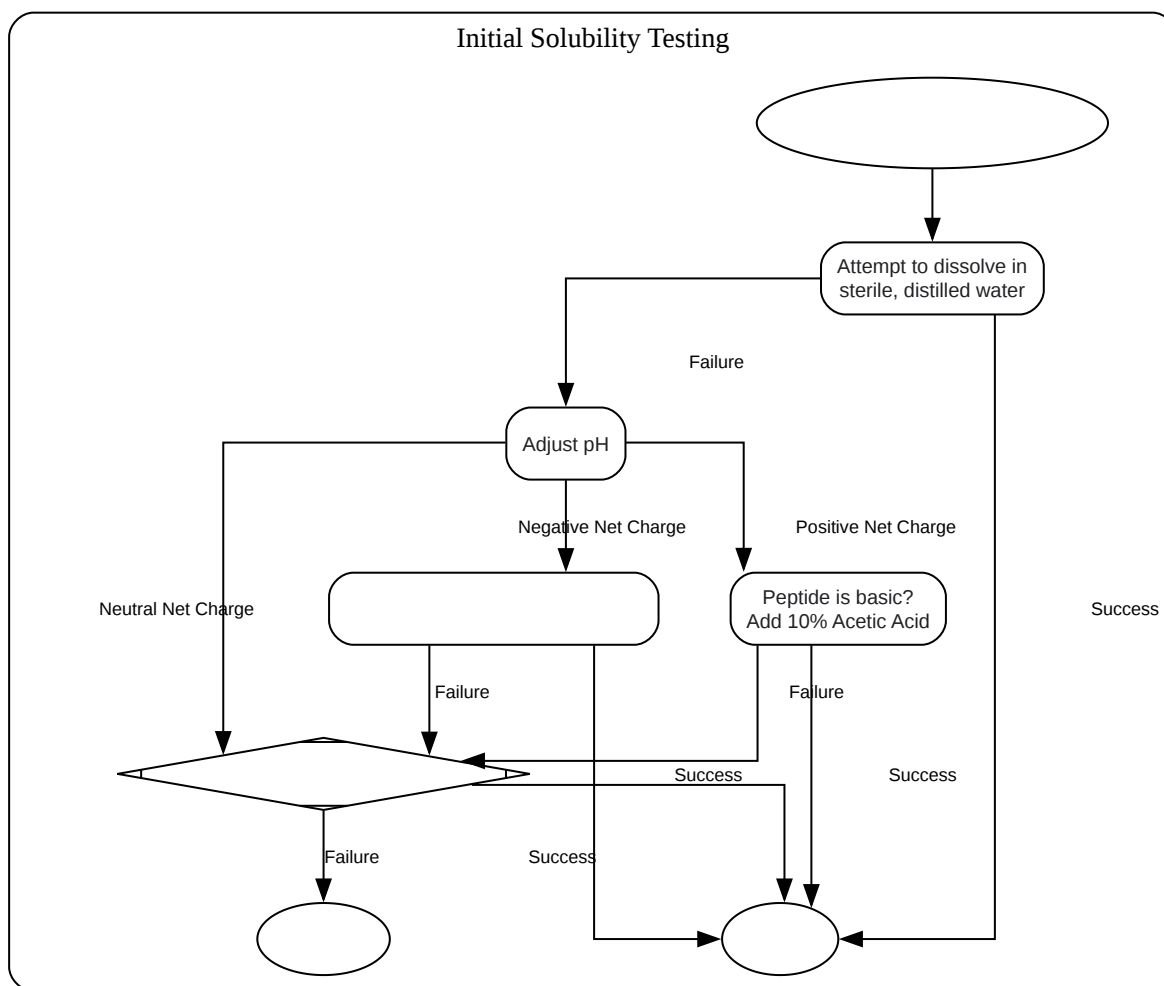 Initial Solubility Testing
Attempt to dissolve in
sterile, distilled water
Failure
Adjust pH
Negative Net Charge
Positive Net Charge
Neutral Net Charge
Peptide is basic?
Add 10% Acetic Acid
Success
Failure
Failure
Success
Success
Failure
Success